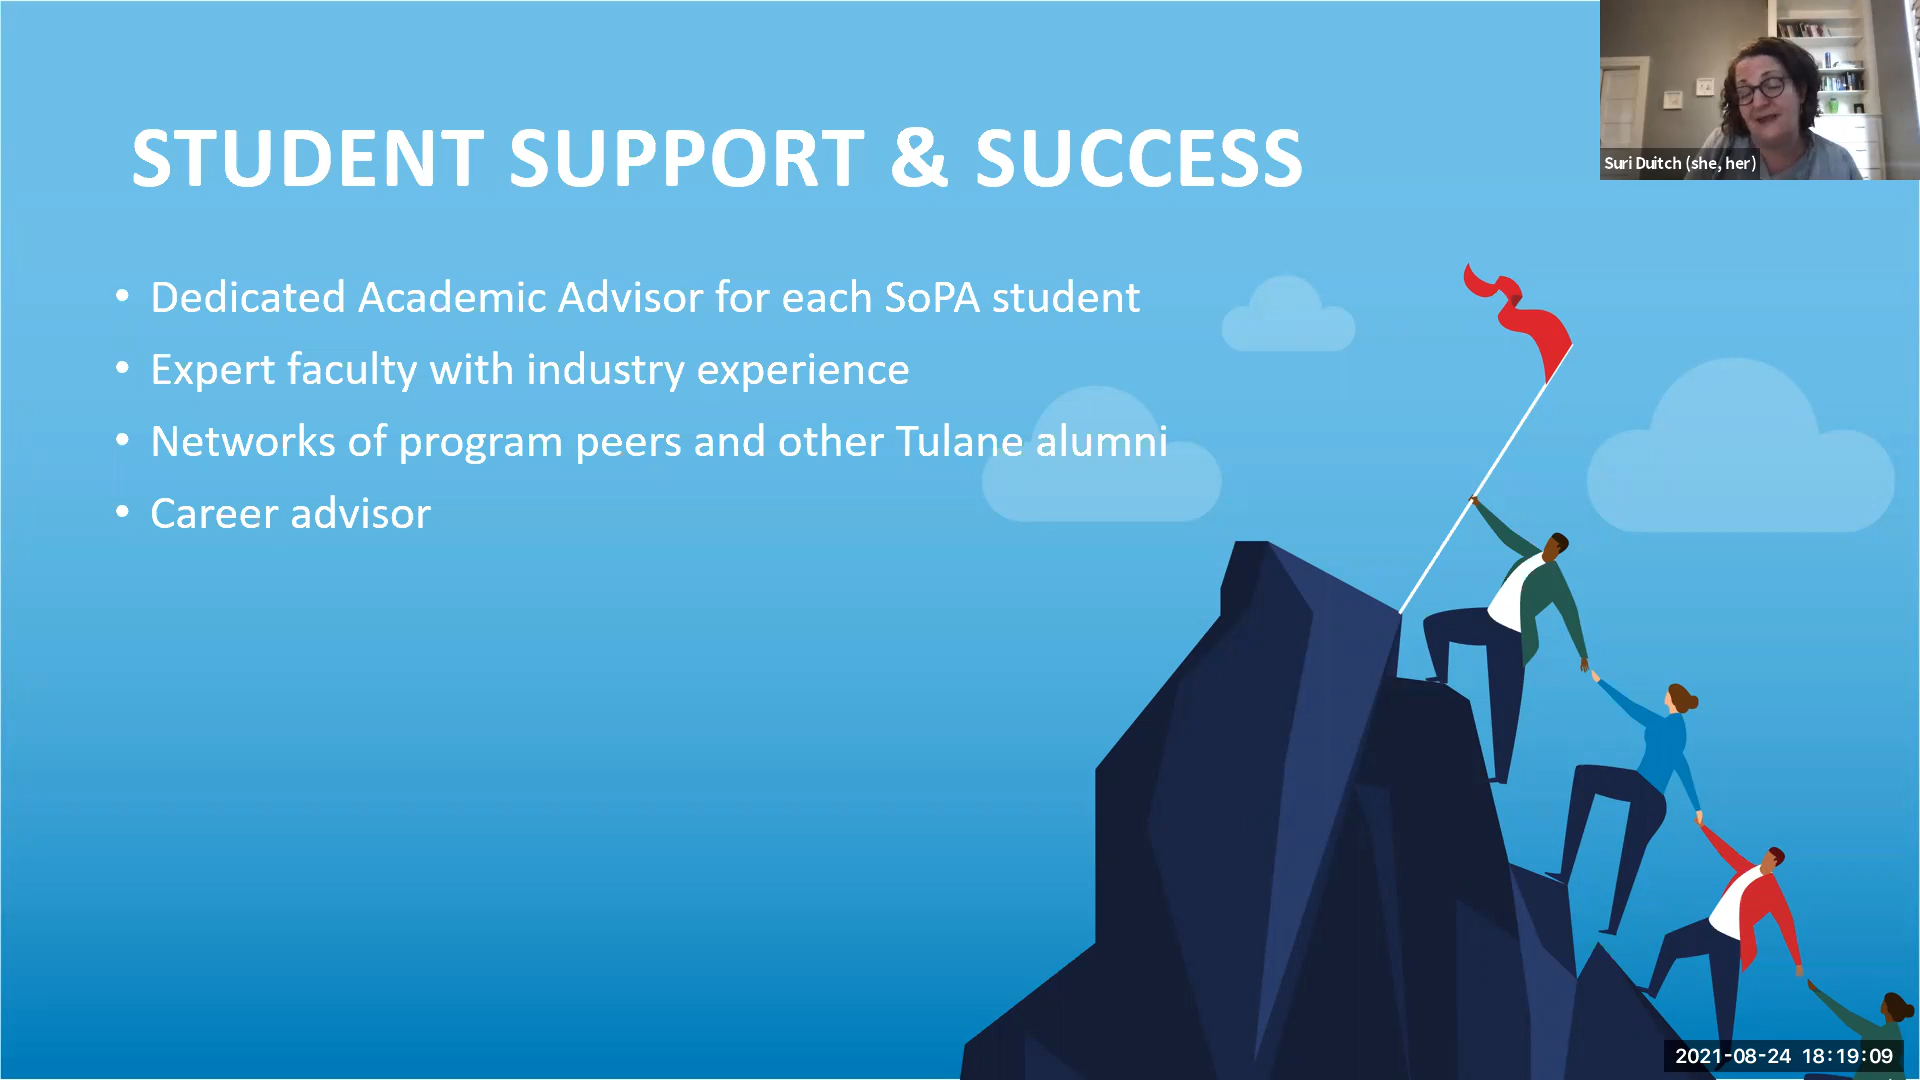 STUDENT SUPPORT & SUCCESS
• Dedicated Academic Advisor for each SoPA student
• Expert faculty with industry experience
• Networks of program peers and other Tulane alumni
• Career advisor
Suri Duitch (she, her)
2021-08-24 18:19:09